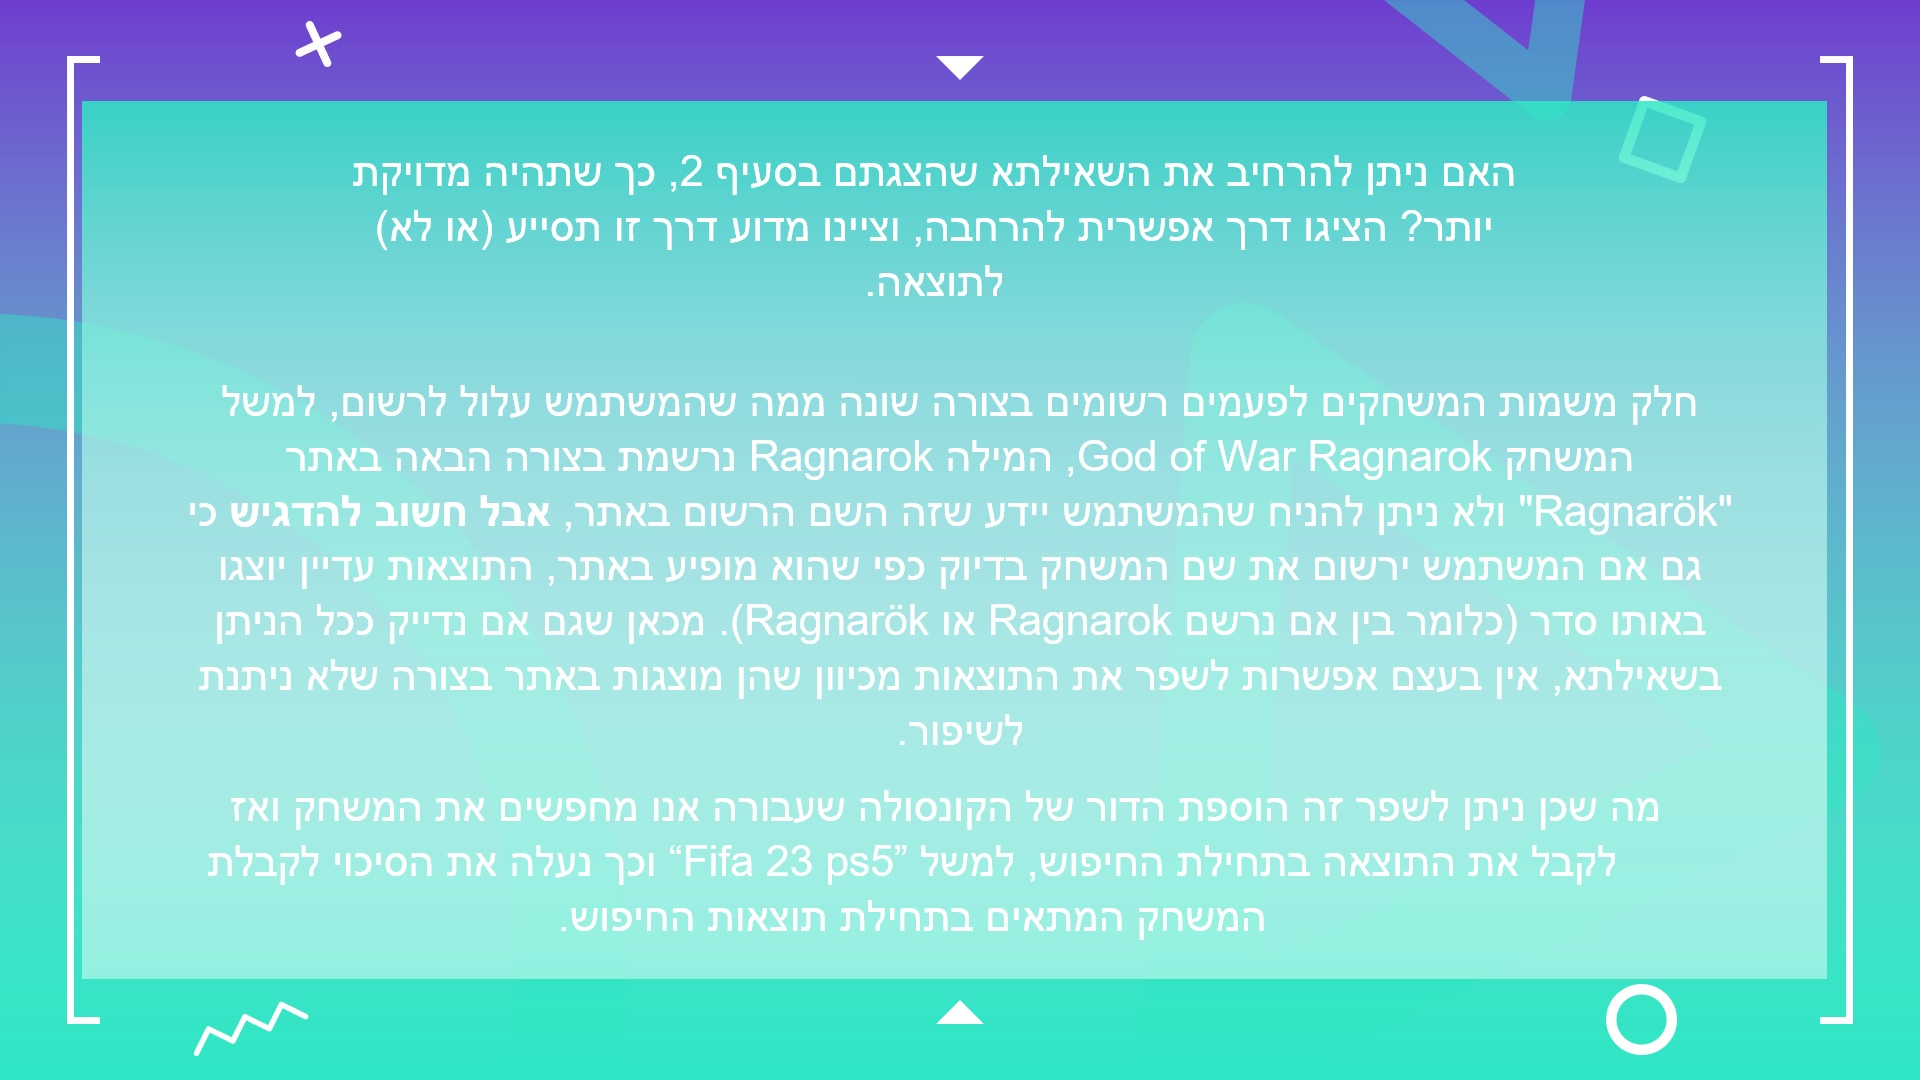 האם ניתן להרחיב את השאילתא שהצגתם בסעיף 2, כך שתהיה מדויקת
יותר? הציגו דרך אפשרית להרחבה, וציינו מדוע דרך זו תסייע (או לא)
לתוצאה.
חלק משמות המשחקים לפעמים רשומים בצורה שונה ממה שהמשתמש עלול לרשום, למשל
המשחק God of War Ragnarok, המילה Ragnarok נרשמת בצורה הבאה באתר
"Ragnarök" ולא ניתן להניח שהמשתמש יידע שזה השם הרשום באתר, אבל חשוב להדגיש כי
גם אם המשתמש ירשום את שם המשחק בדיוק כפי שהוא מופיע באתר, התוצאות עדיין יוצגו
באותו סדר (כלומר בין אם נרשם Ragnarok או Ragnarök). מכאן שגם אם נדייק ככל הניתן
בשאילתא, אין בעצם אפשרות לשפר את התוצאות מכיוון שהן מוצגות באתר בצורה שלא ניתנת
לשיפור.
מה שכן ניתן לשפר זה הוספת הדור של הקונסולה שעבורה אנו מחפשים את המשחק ואז
לקבל את התוצאה בתחילת החיפוש, למשל “Fifa 23 ps5” וכך נעלה את הסיכוי לקבלת
המשחק המתאים בתחילת תוצאות החיפוש.